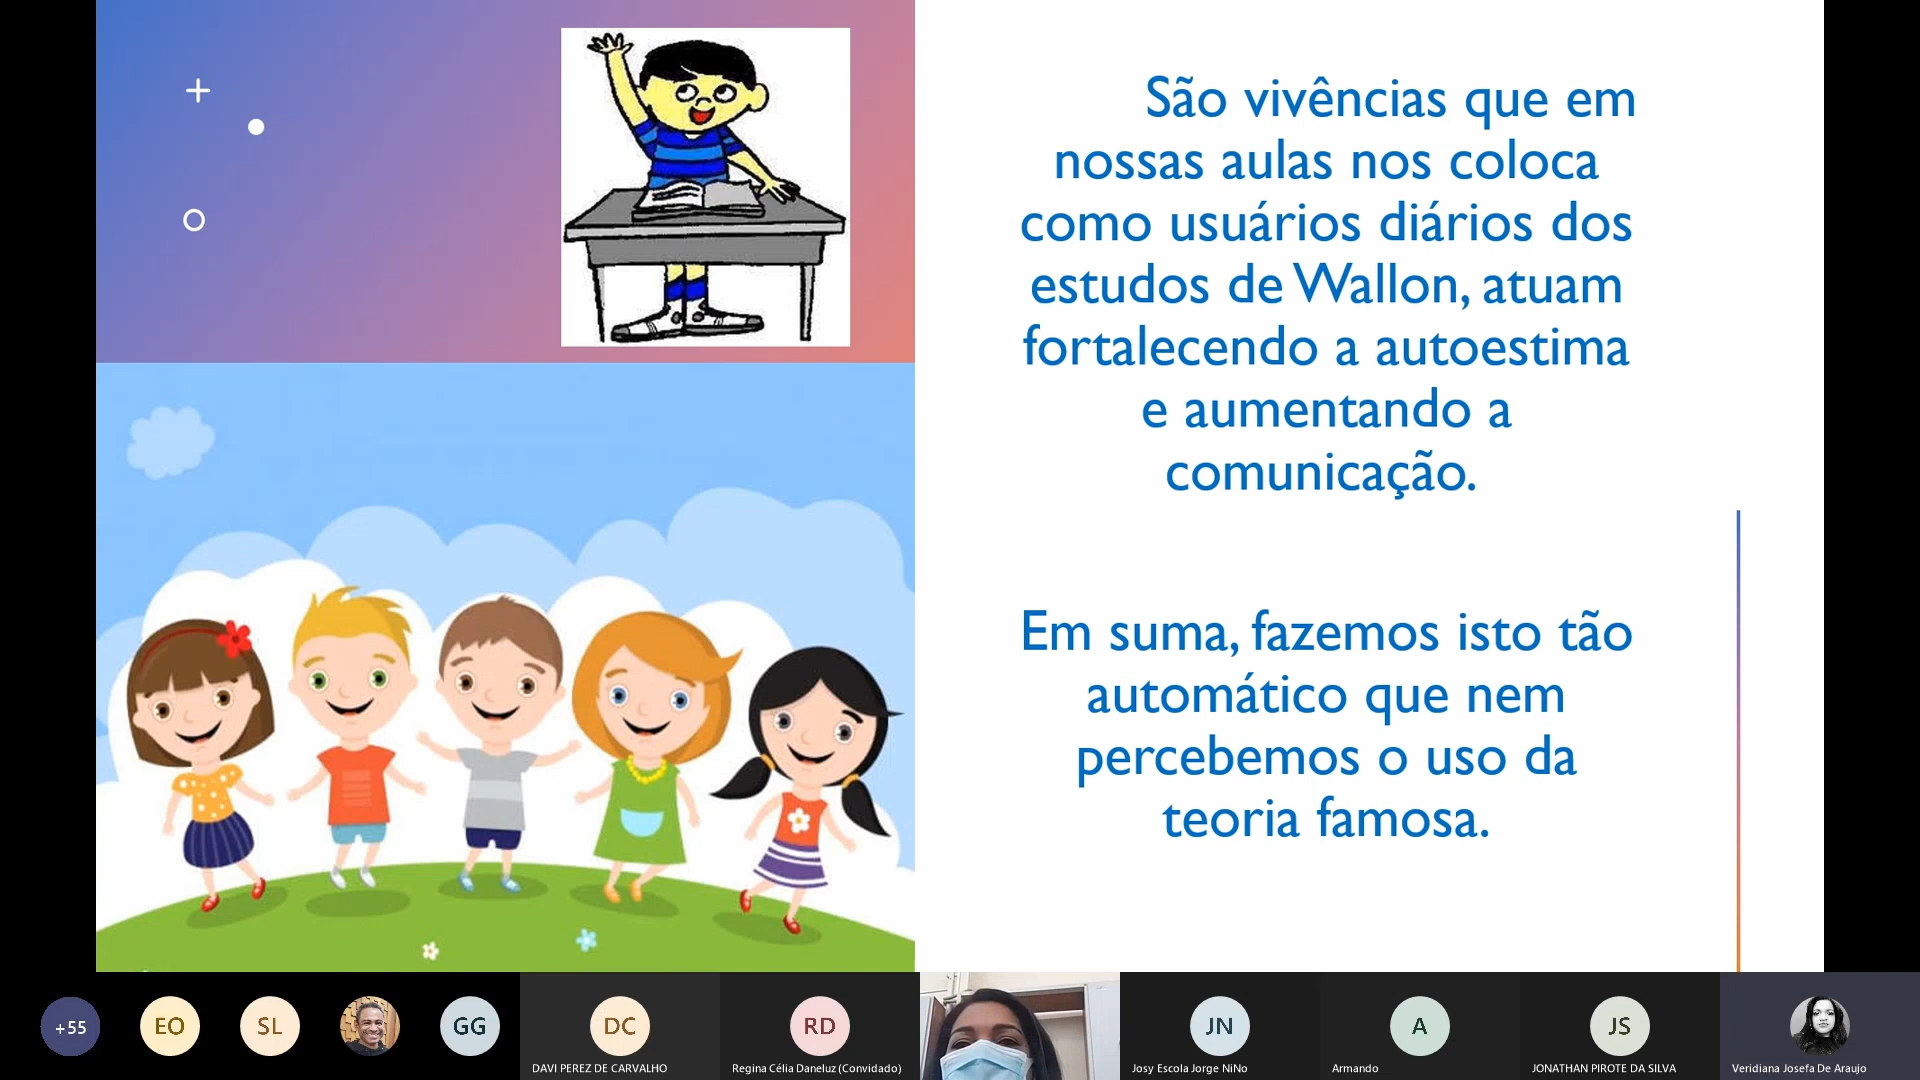 São vivências que em
nossas aulas nos coloca
como usuários diários dos
estudos de Wallon, atuam
fortalecendo a autoestima
e aumentando a
comunicação.
Em suma, fazemos isto tão
automático que nem
percebemos o uso da
teoria famosa.
+55
EO
SL
GG
DC
DAVI PEREZ DE CARVALHO
RD
Regina Célia Daneluz (Convidado)
JN
Josy Escola Jorge NiNo
A
Armando
JS
JONATHAN PIROTE DA SILVA
Veridiana Josefa De Araujo